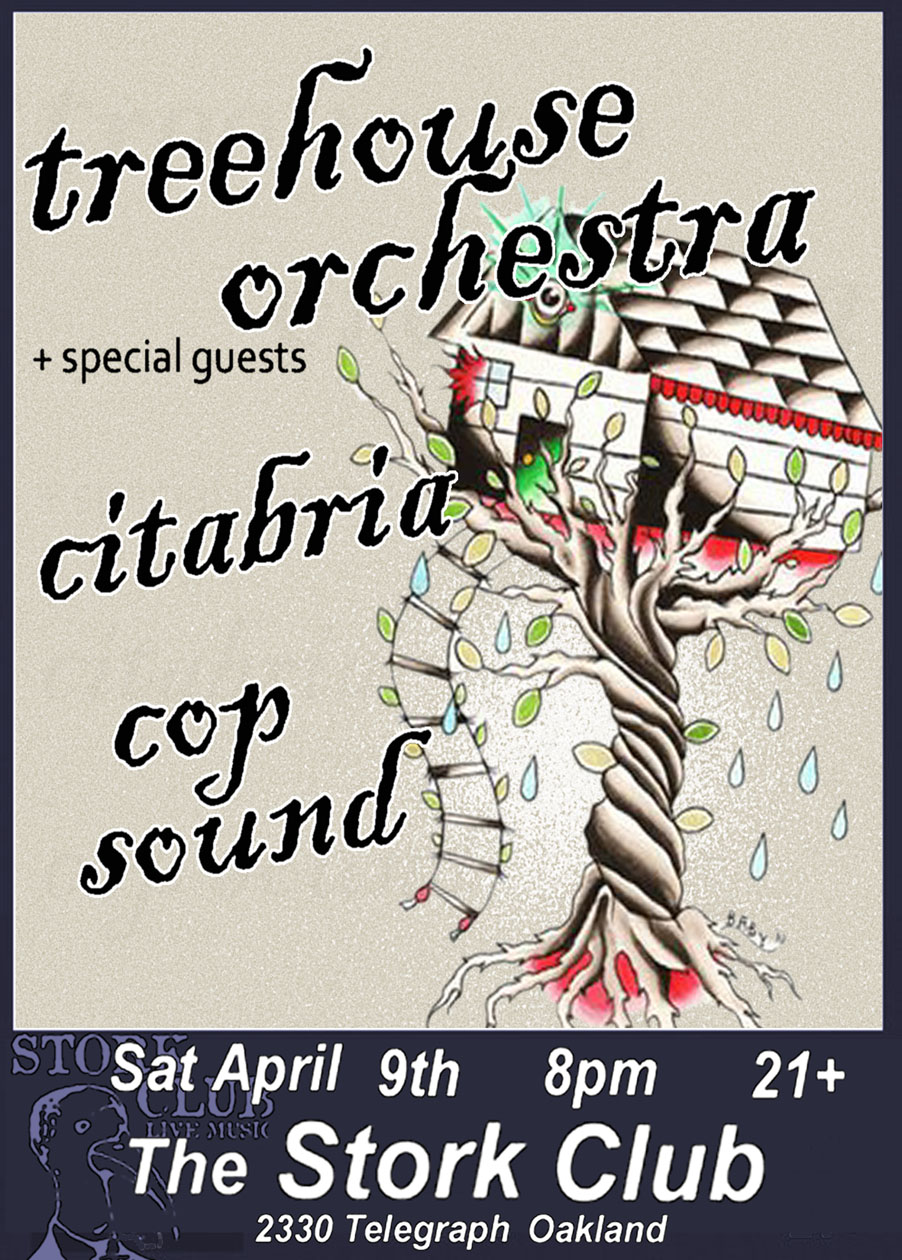 treehouse
orchestra
+ special guests
citabria
cop
sound
BABY
STORK
CLUB
LIVE MUSIC
Sat April 9th 8pm 21+
The Stork Club
2330 Telegraph Oakland